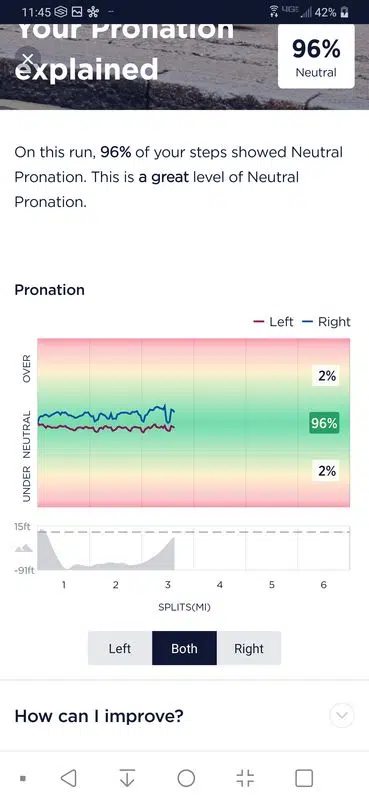 11:45
4GE
42%
Your Pronation
explained
96%
Neutral
On this run, 96% of your steps showed Neutral
Pronation. This is a great level of Neutral
Pronation.
Pronation
Left Right
OVER
NEUTRAL
UNDER
2%
96%
2%
15ft
-91ft
1 2 3 4 5 6
SPLITS(MI)
Left Both Right
How can I improve?